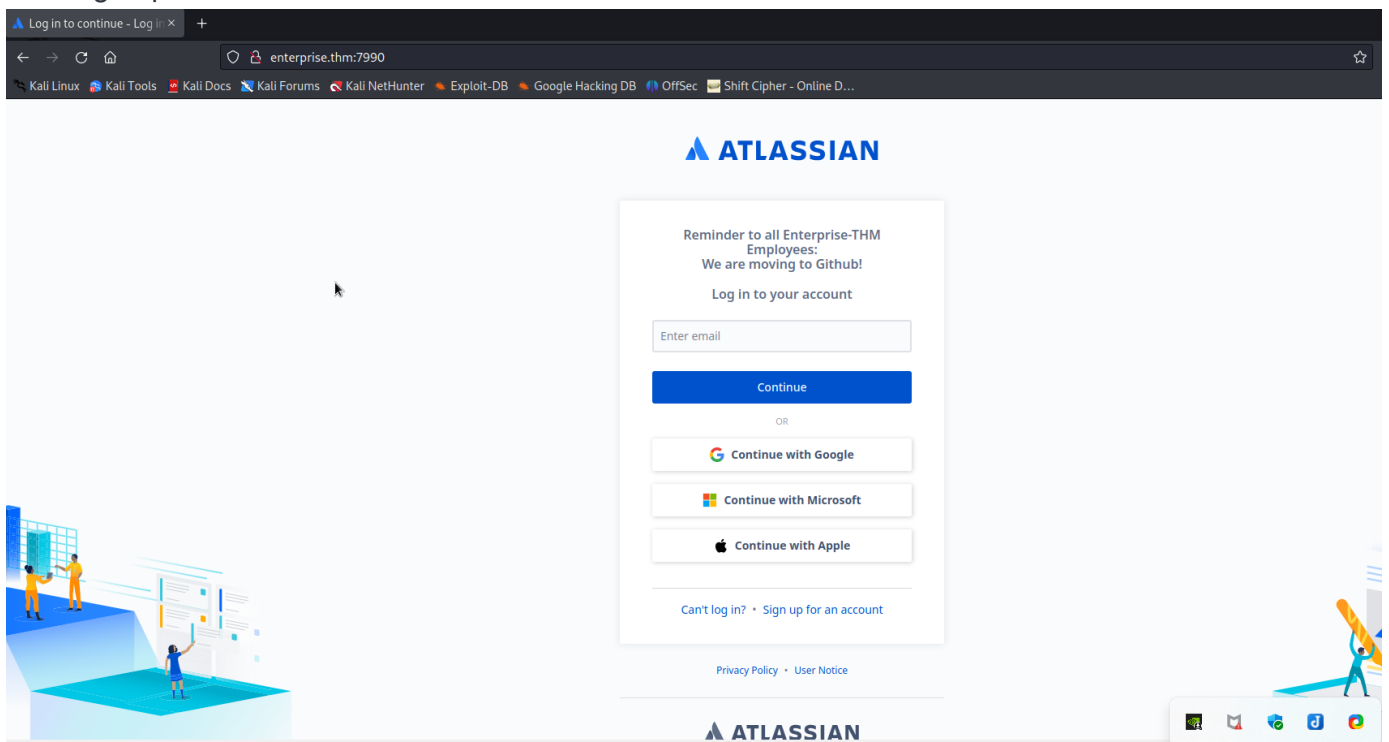 Log in to continue - Log in
enterprise.thm:7990
Kali Linux Kali Tools Kali Docs Kali Forums Kali NetHunter Exploit-DB Google Hacking DB OffSec Shift Cipher - Online D...
ATLASSIAN
Reminder to all Enterprise-THM
Employees:
We are moving to Github!
Log in to your account
Enter email
Continue
OR
Continue with Google
Continue with Microsoft
Continue with Apple
Can't log in? • Sign up for an account
Privacy Policy • User Notice
ATLASSIAN